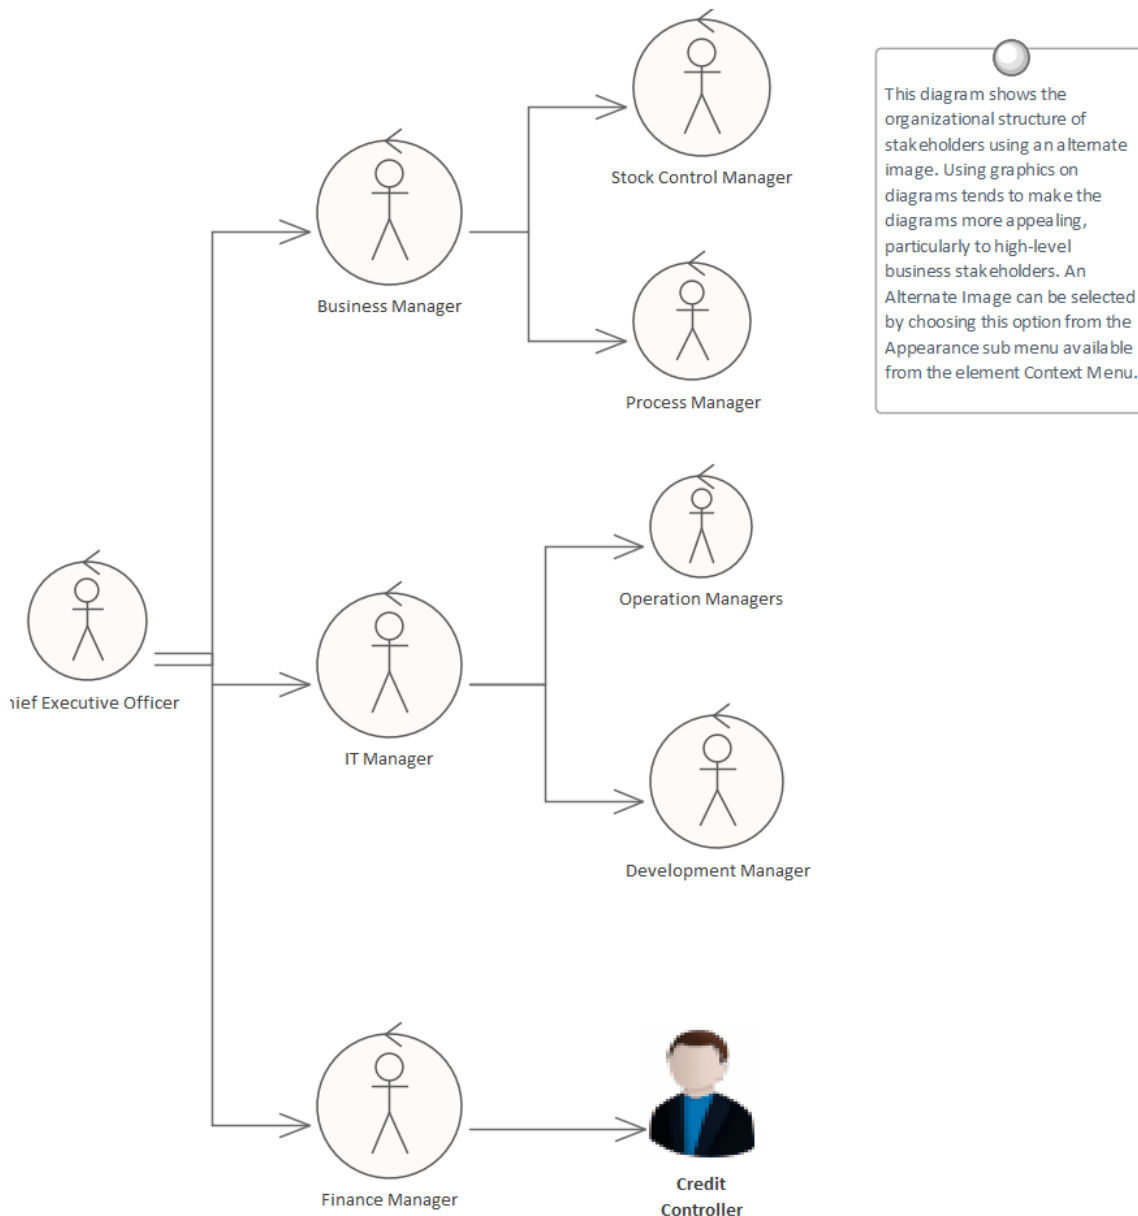 Stock Control Manager
Business Manager
Process Manager
This diagram shows the
organizational structure of
stakeholders using an alternate
image. Using graphics on
diagrams tends to make the
diagrams more appealing,
particularly to high-level
business stakeholders. An
Alternate Image can be selected
by choosing this option from the
Appearance sub menu available
from the element Context Menu.
Operation Managers
Executive Officer
IT Manager
Development Manager
Finance Manager
Credit
Controller